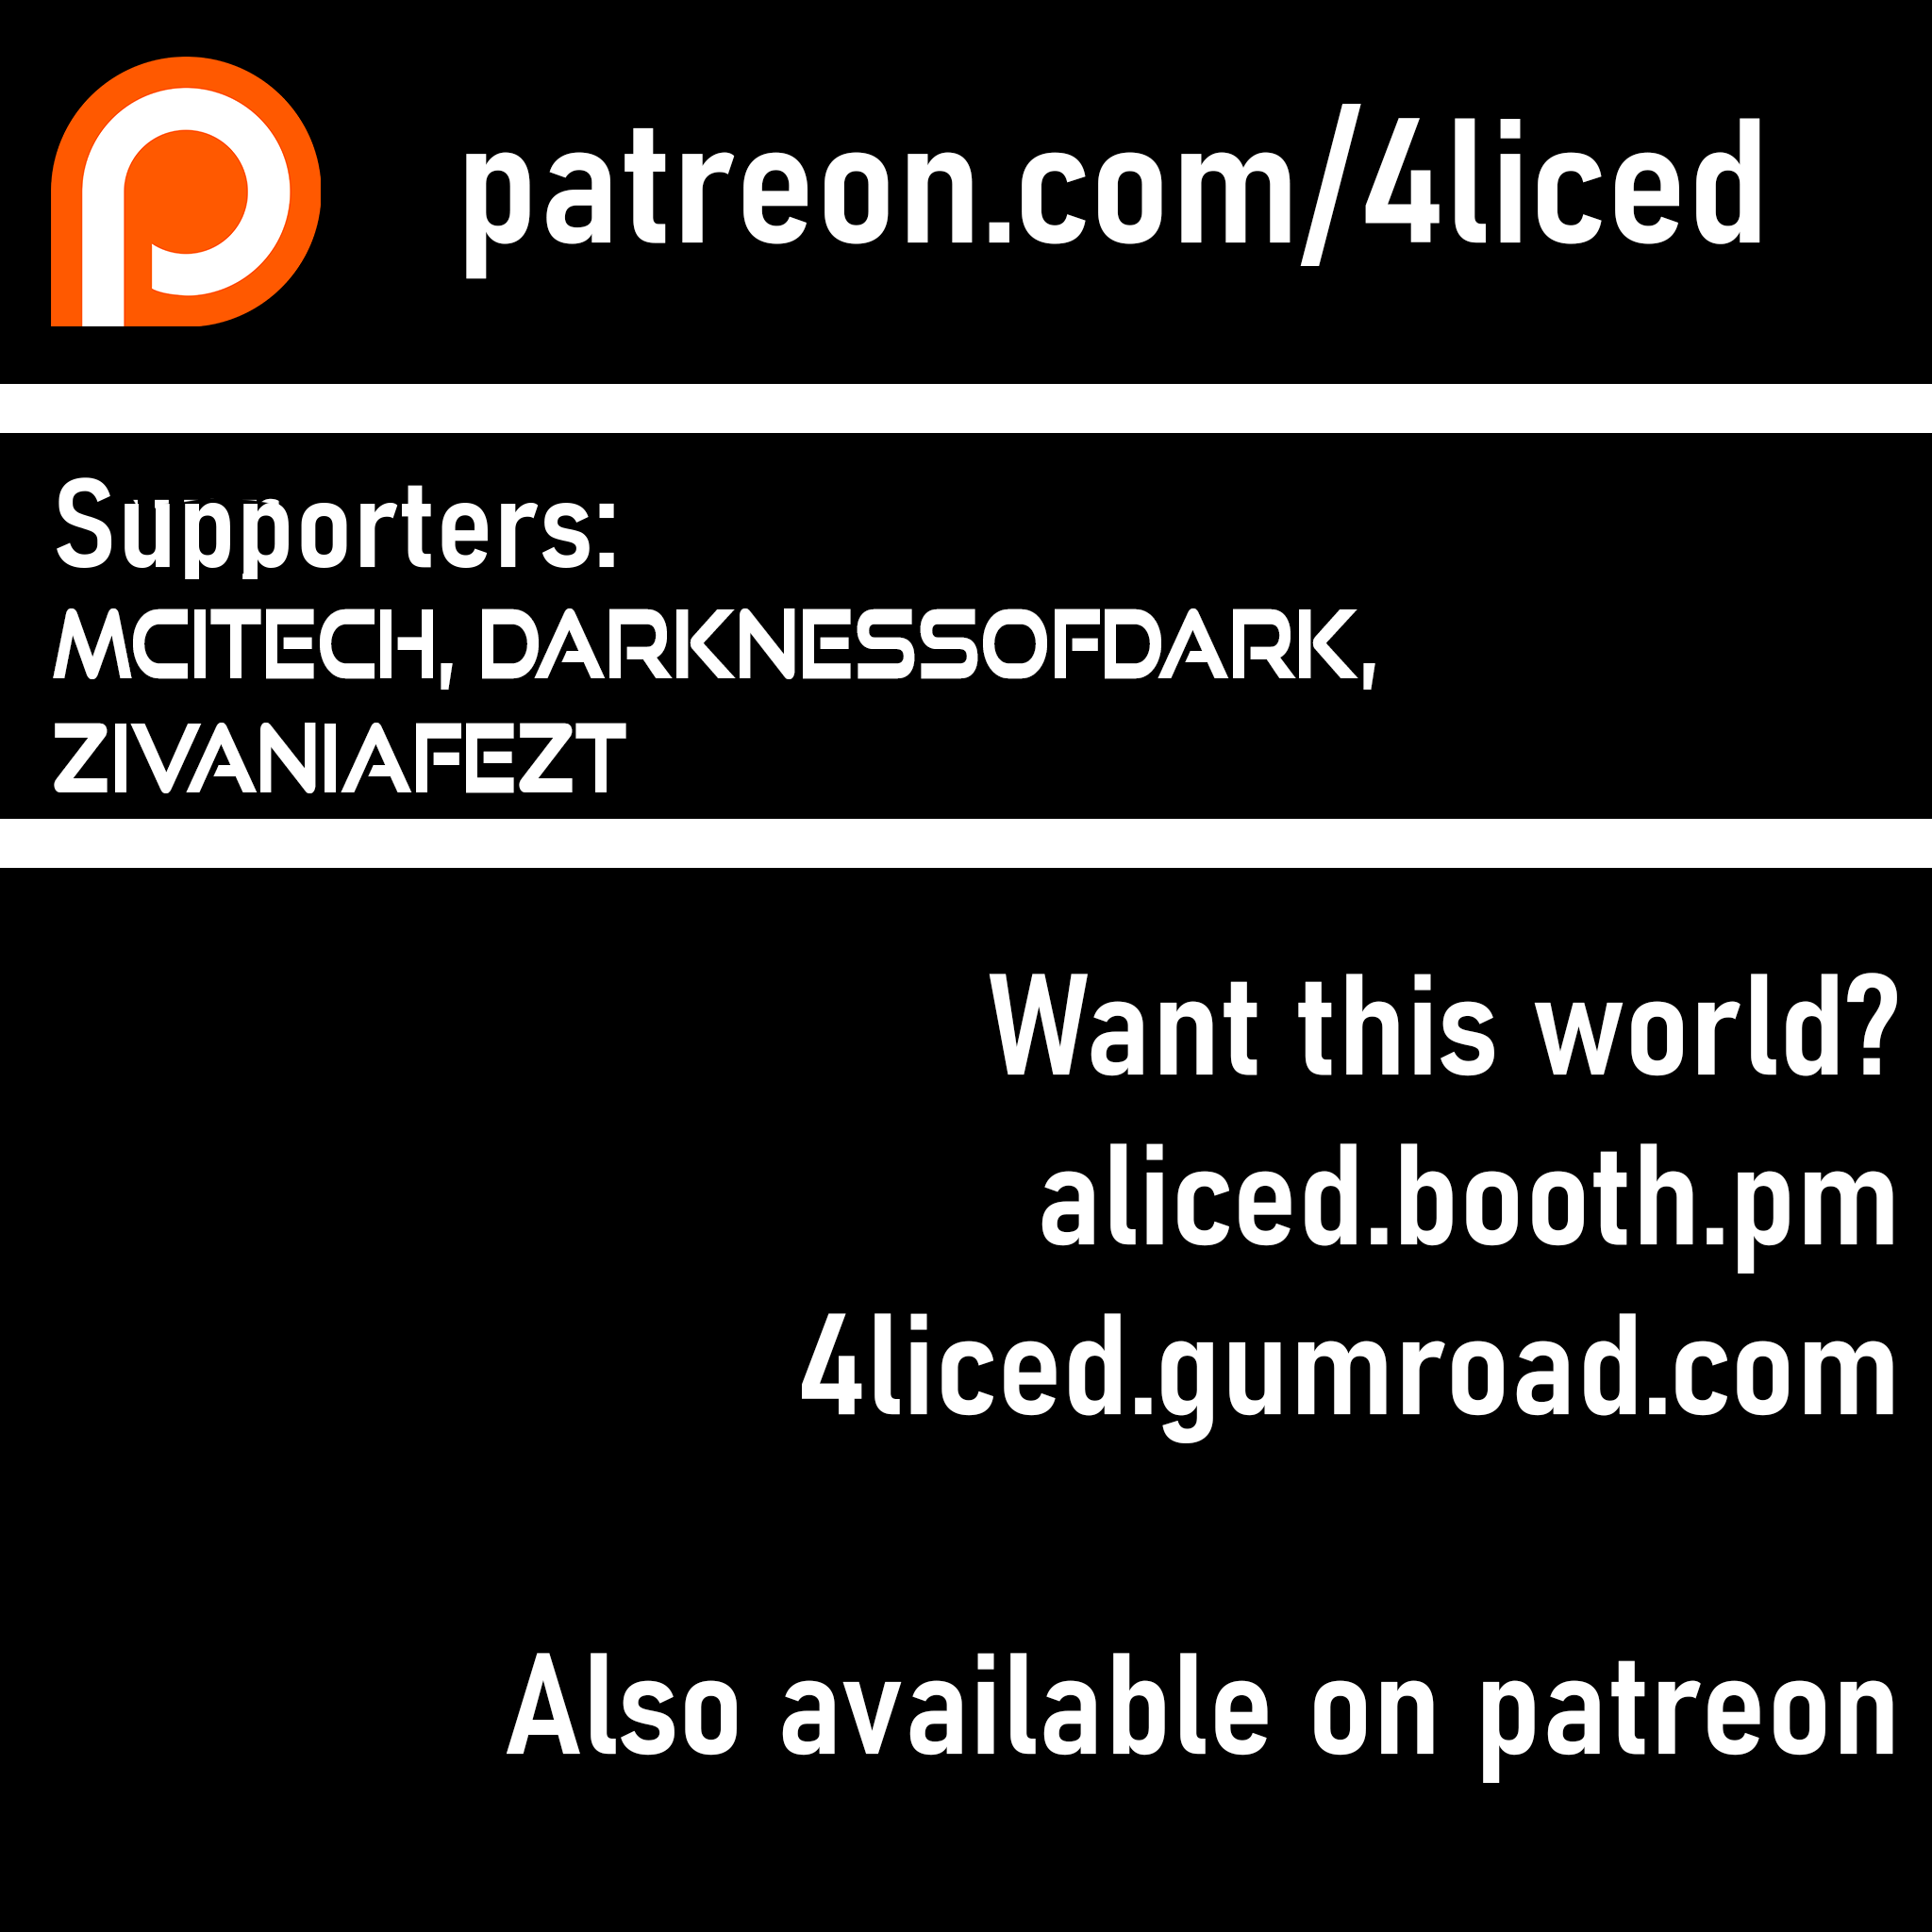 patreon.com/4liced
Supporters:
MCITECH, DARKNESSOFDARK,
ZIVANIAFEZT
Want this world?
aliced.booth.pm
4liced.gumroad.com
Also available on patreon